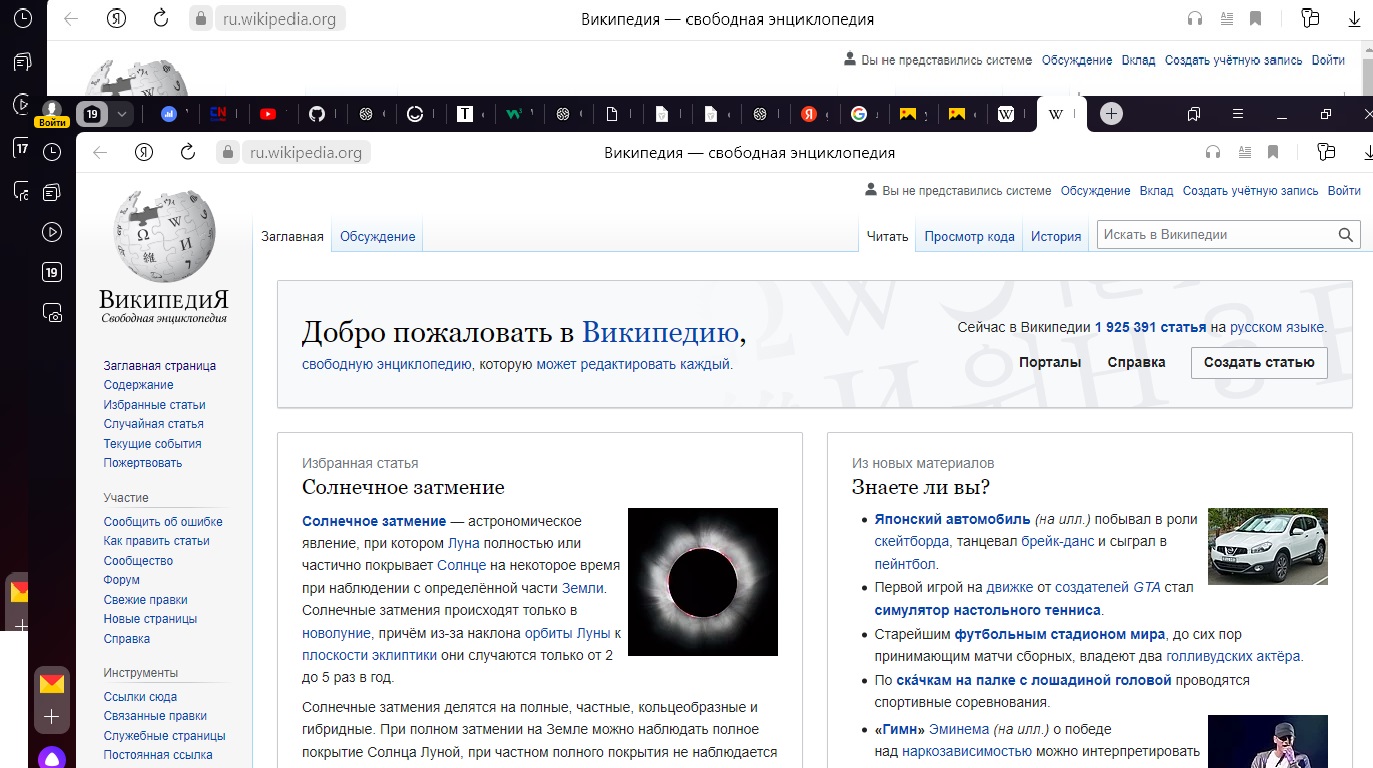 ru.wikipedia.org
Википедия — свободная энциклопедия
Вы не представились системе Обсуждение Вклад Создать учётную запись Войти
Войти
19
17
19
ru.wikipedia.org
Википедия — свободная энциклопедия
Вы не представились системе Обсуждение Вклад Создать учётную запись Войти
ВикипедиЯ
Свободная энциклопедия
Заглавная Обсуждение
Читать Просмотр кода История
Искать в Википедии
Добро пожаловать в Википедию,
свободную энциклопедию, которую может редактировать каждый.
Сейчас в Википедии 1 925 391 статья на русском языке.
Порталы Справка Создать статью
Заглавная страница
Содержание
Избранные статьи
Случайная статья
Текущие события
Пожертвовать
Участие
Сообщить об ошибке
Как править статьи
Сообщество
Форум
Свежие правки
Новые страницы
Справка
Инструменты
Ссылки сюда
Связанные правки
Служебные страницы
Постоянная ссылка
Избранная статья
Солнечное затмение
Солнечное затмение — астрономическое
явление, при котором Луна полностью или
частично покрывает Солнце на некоторое время
при наблюдении с определённой части Земли.
Солнечные затмения происходят только в
новолуние, причём из-за наклона орбиты Луны к
плоскости эклиптики они случаются только от 2
до 5 раз в год.
Солнечные затмения делятся на полные, частные, кольцеобразные и
гибридные. При полном затмении на Земле можно наблюдать полное
покрытие Солнца Луной, при частном полного покрытия не наблюдается
Из новых материалов
Знаете ли вы?
• Японский автомобиль (на илл.) побывал в роли
скейтборда, танцевал брейк-данс и сыграл в
пейнтбол.
• Первой игрой на движке от создателей GTA стал
симулятор настольного тенниса.
• Старейшим футбольным стадионом мира, до сих пор
принимающим матчи сборных, владеют два голливудских актёра.
• По ска́чкам на палке с лошадиной головой проводятся
спортивные соревнования.
• «Гимн» Эминема (на илл.) о победе
над наркозависимостью можно интерпретировать